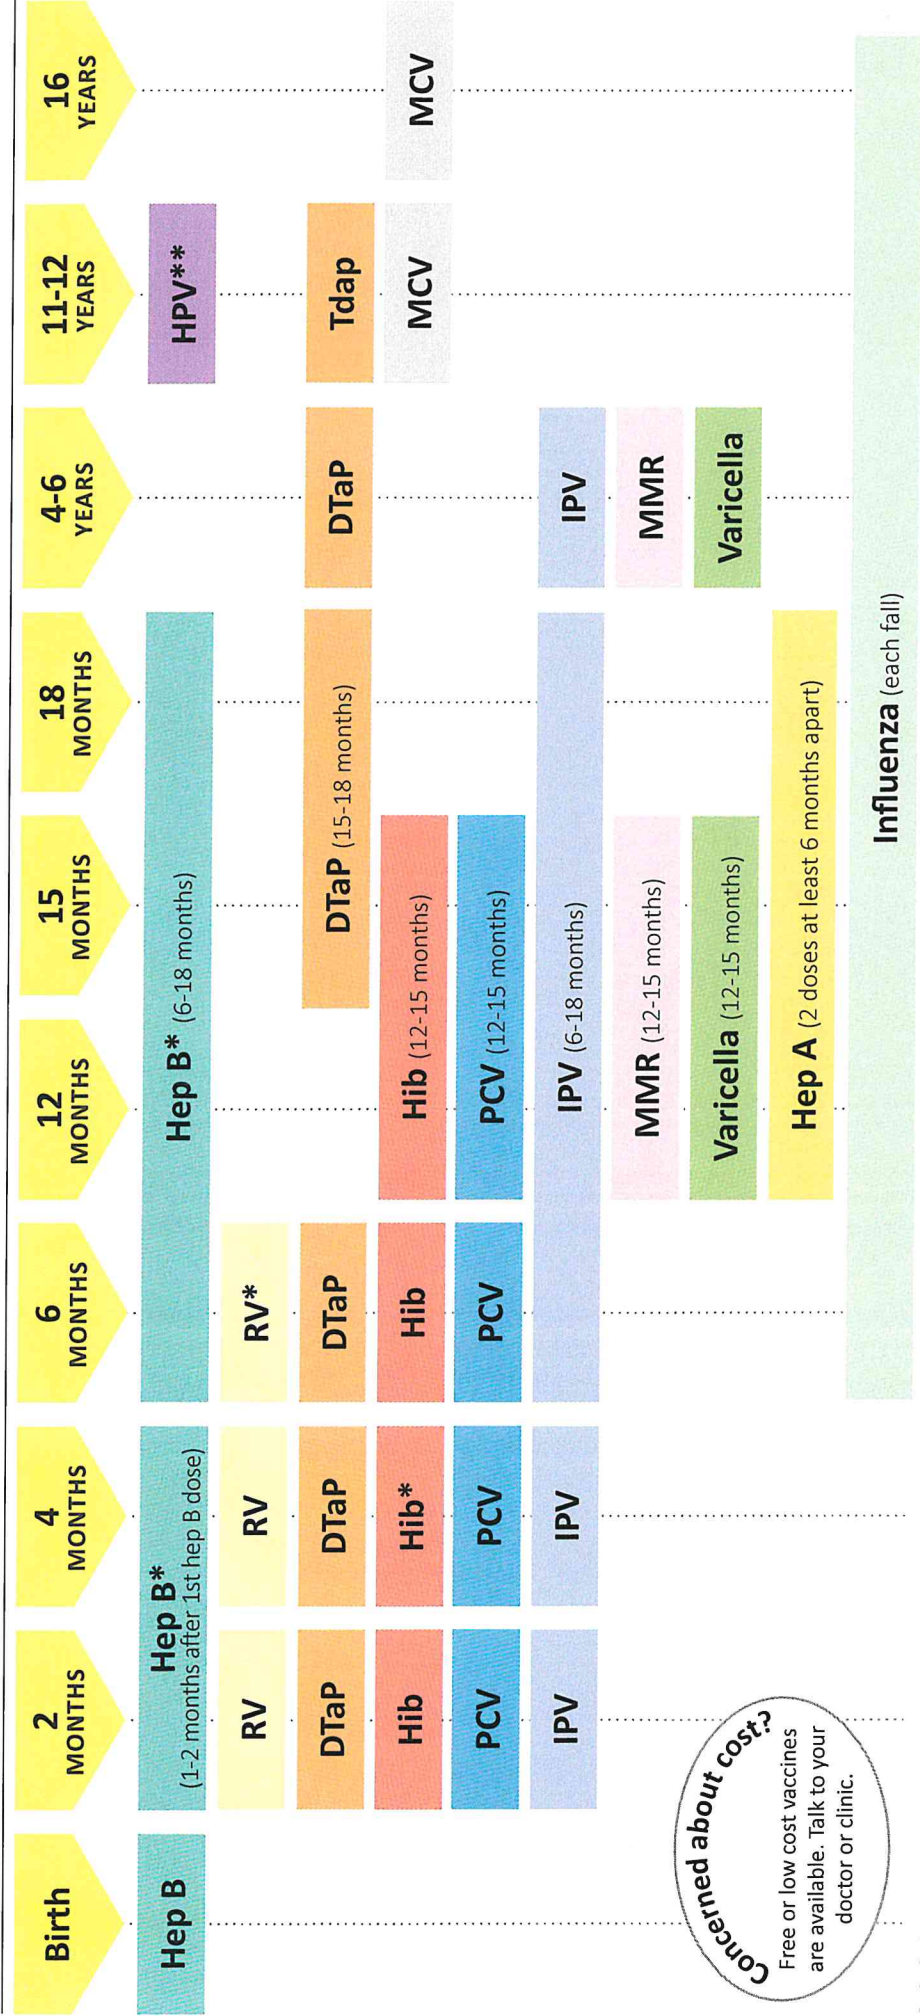 Birth
2
MONTHS
4
MONTHS
6
MONTHS
12
MONTHS
15
MONTHS
18
MONTHS
4-6
YEARS
11-12
YEARS
16
YEARS
Hep B
Hep B*
(1-2 months after 1st hep B dose)
Hep B* (6-18 months)
HPV**
RV
RV
RV*
DTaP
DTaP
DTaP
DTaP (15-18 months)
DTaP
Tdap
Hib
Hib*
Hib
Hib (12-15 months)
MCV
MCV
PCV
PCV
PCV
PCV (12-15 months)
IPV
IPV
IPV (6-18 months)
IPV
MMR (12-15 months)
MMR
Varicella (12-15 months)
Varicella
Hep A (2 doses at least 6 months apart)
Influenza (each fall)
Concerned about cost?
Free or low cost vaccines
are available. Talk to your
doctor or clinic.